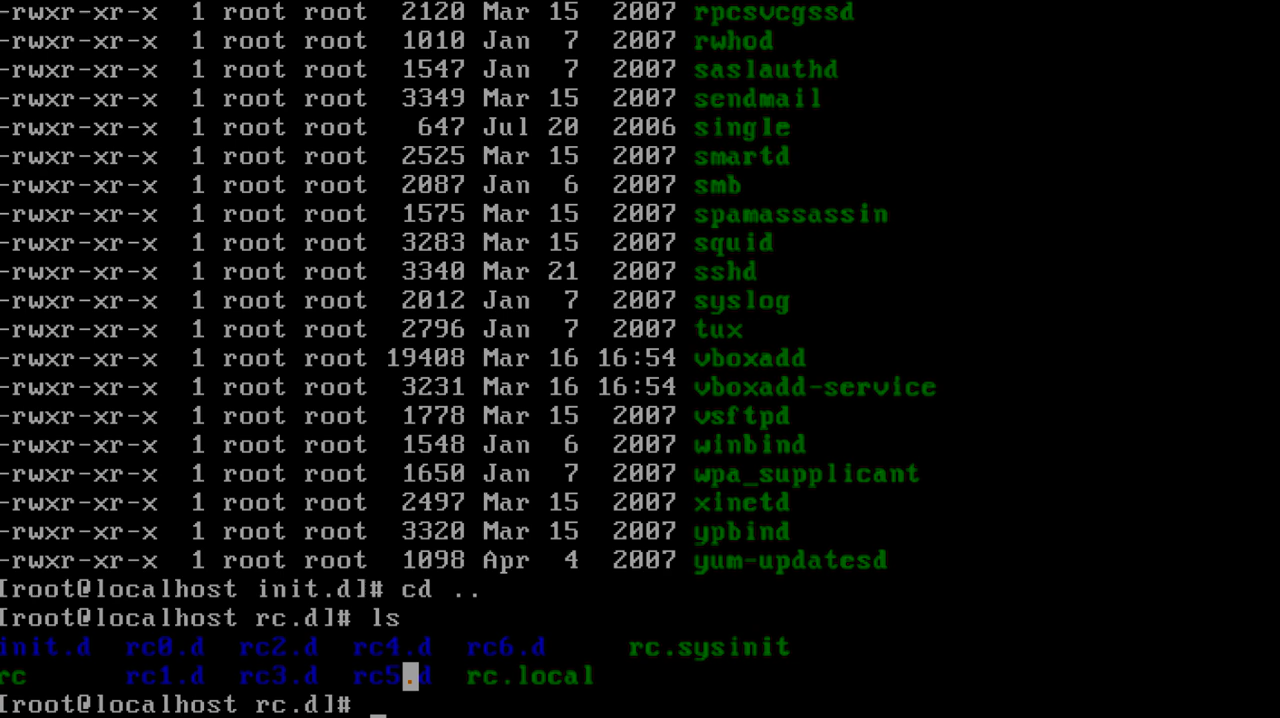 -rwxr-xr-x  1 root root  2120 Mar 15  2007 rpcsvcgssd
-rwxr-xr-x  1 root root  1010 Jan  7  2007 rwhod
-rwxr-xr-x  1 root root  1547 Jan  7  2007 saslauthd
-rwxr-xr-x  1 root root  3349 Mar 15  2007 sendmail
-rwxr-xr-x  1 root root   647 Jul 20  2006 single
-rwxr-xr-x  1 root root  2525 Mar 15  2007 smartd
-rwxr-xr-x  1 root root  2087 Jan  6  2007 smb
-rwxr-xr-x  1 root root  1575 Mar 15  2007 spamassassin
-rwxr-xr-x  1 root root  3283 Mar 15  2007 squid
-rwxr-xr-x  1 root root  3340 Mar 21  2007 sshd
-rwxr-xr-x  1 root root  2012 Jan  7  2007 syslog
-rwxr-xr-x  1 root root  2796 Jan  7  2007 tux
-rwxr-xr-x  1 root root 19408 Mar 16 16:54 vboxadd
-rwxr-xr-x  1 root root  3231 Mar 16 16:54 vboxadd-service
-rwxr-xr-x  1 root root  1778 Mar 15  2007 vsftpd
-rwxr-xr-x  1 root root  1548 Jan  6  2007 winbind
-rwxr-xr-x  1 root root  1650 Jan  7  2007 wpa_supplicant
-rwxr-xr-x  1 root root  2497 Mar 15  2007 xinetd
-rwxr-xr-x  1 root root  3320 Mar 15  2007 ypbind
-rwxr-xr-x  1 root root  1098 Apr  4  2007 yum-updatesd
[root@localhost init.d]# cd ..
[root@localhost rc.d]# ls
init.d  rc0.d  rc2.d  rc4.d  rc6.d     rc.sysinit
rc      rc1.d  rc3.d  rc5.d  rc.local
[root@localhost rc.d]# _